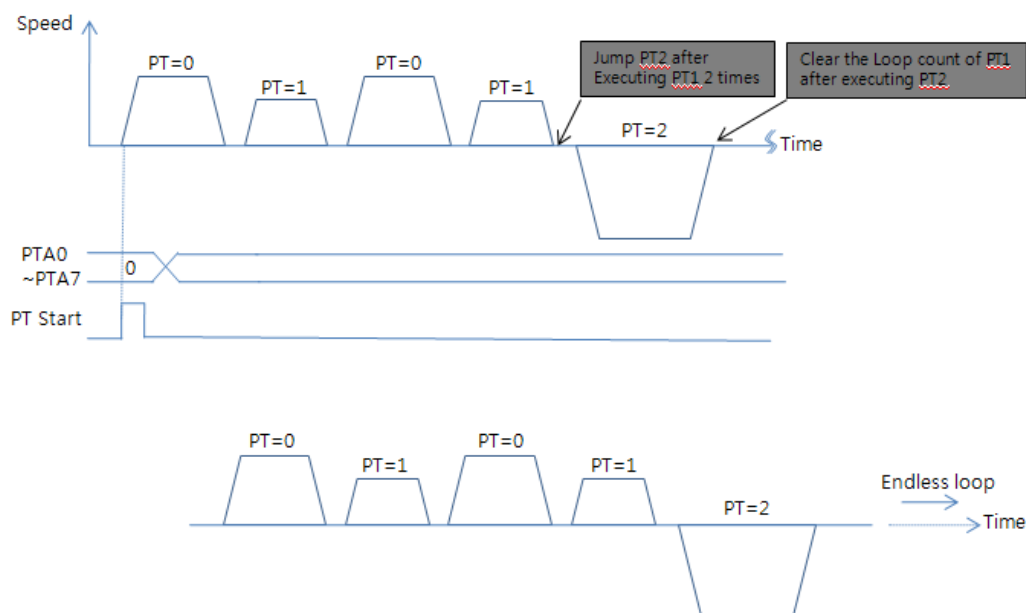 Speed
PT=0
PT=1
PT=0
PT=1
Jump PT2 after
Executing PT1 2 times
Clear the Loop count of PT1
after executing PT2
PT=2
Time
PTA0
~PTA7
0
PT Start
PT=0
PT=1
PT=0
PT=1
PT=2
Endless loop
Time